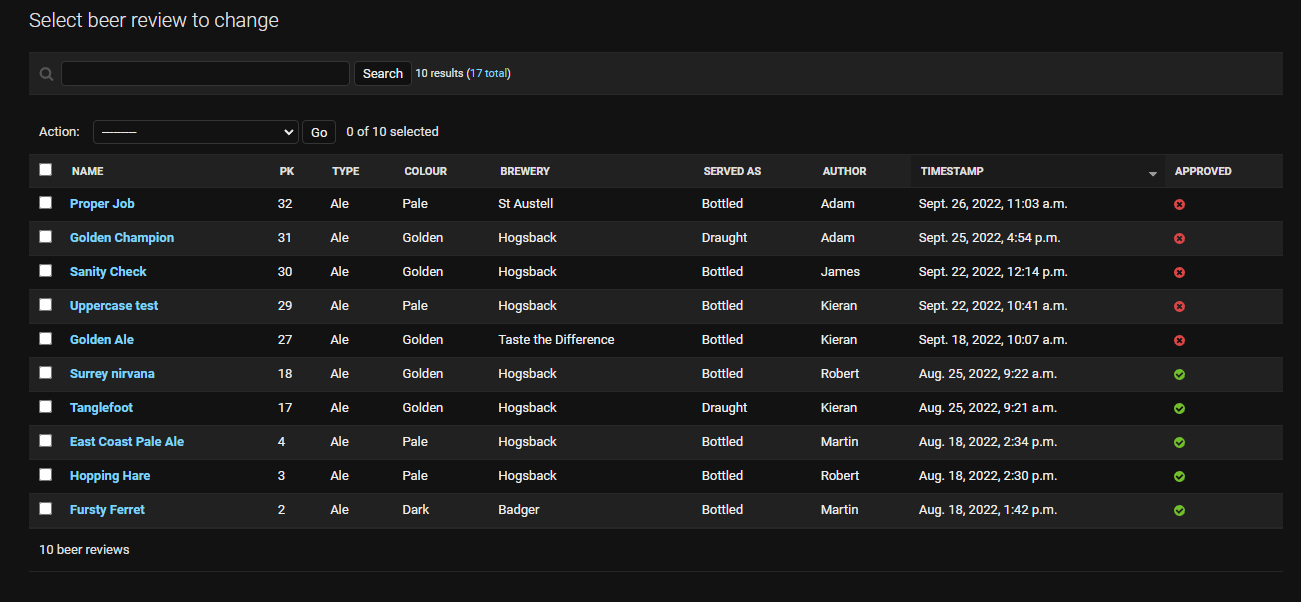 Select beer review to change
Search 10 results (17 total)
Action: --------- Go 0 of 10 selected
NAME PK TYPE COLOUR BREWERY SERVED AS AUTHOR TIMESTAMP APPROVED
Proper Job 32 Ale Pale St Austell Bottled Adam Sept. 26, 2022, 11:03 a.m.
Golden Champion 31 Ale Golden Hogsback Draught Adam Sept. 25, 2022, 4:54 p.m.
Sanity Check 30 Ale Golden Hogsback Bottled James Sept. 22, 2022, 12:14 p.m.
Uppercase test 29 Ale Pale Hogsback Bottled Kieran Sept. 22, 2022, 10:41 a.m.
Golden Ale 27 Ale Golden Taste the Difference Bottled Kieran Sept. 18, 2022, 10:07 a.m.
Surrey nirvana 18 Ale Golden Hogsback Bottled Robert Aug. 25, 2022, 9:22 a.m.
Tanglefoot 17 Ale Golden Hogsback Draught Kieran Aug. 25, 2022, 9:21 a.m.
East Coast Pale Ale 4 Ale Pale Hogsback Bottled Martin Aug. 18, 2022, 2:34 p.m.
Hopping Hare 3 Ale Pale Hogsback Bottled Robert Aug. 18, 2022, 2:30 p.m.
Fursty Ferret 2 Ale Dark Badger Bottled Martin Aug. 18, 2022, 1:42 p.m.
10 beer reviews